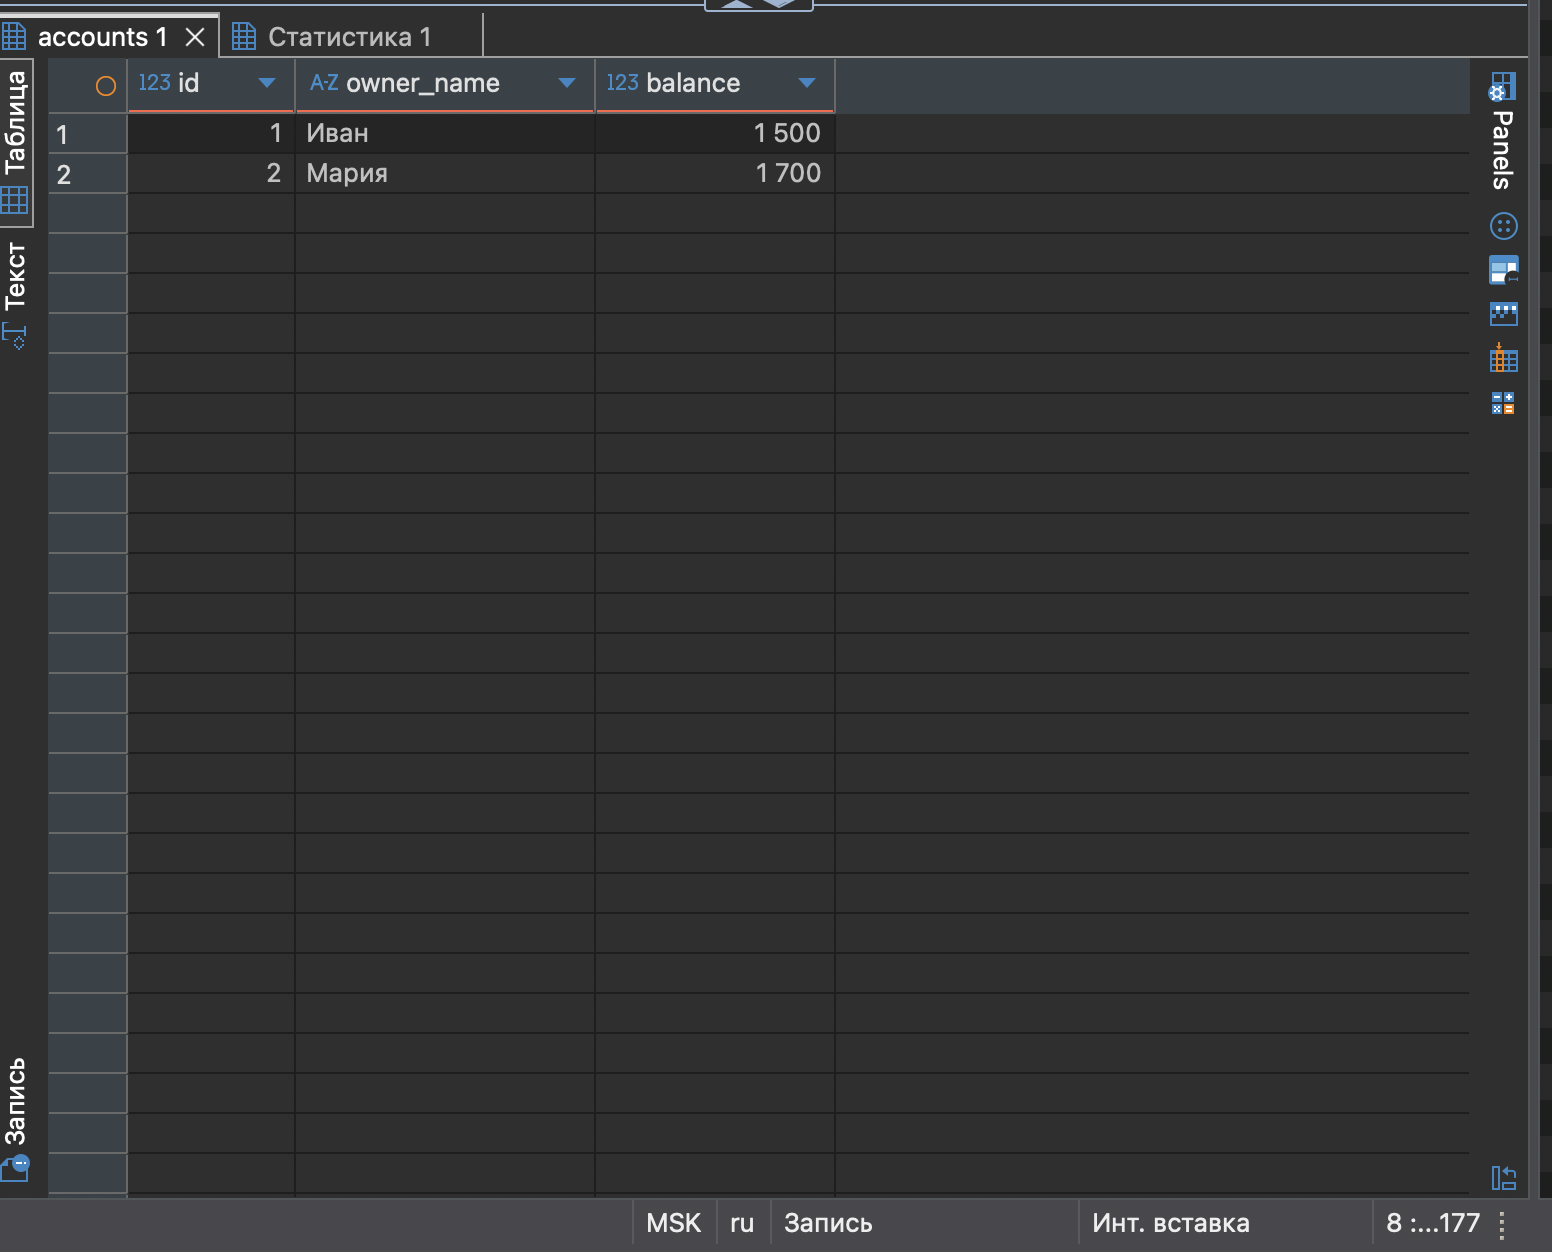 accounts 1
Статистика 1
Таблица
Текст
Запись
123 id
A-Z owner_name
123 balance
1 1 Иван 1 500
2 2 Мария 1 700
Panels
MSK ru Запись Инт. вставка 8 :...177